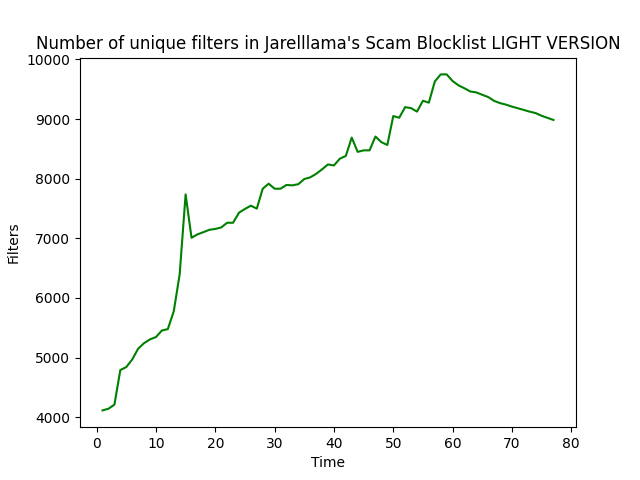 Number of unique filters in Jarelllama's Scam Blocklist LIGHT VERSION
10000
9000
8000
7000
6000
5000
4000
Filters
0 10 20 30 40 50 60 70 80
Time